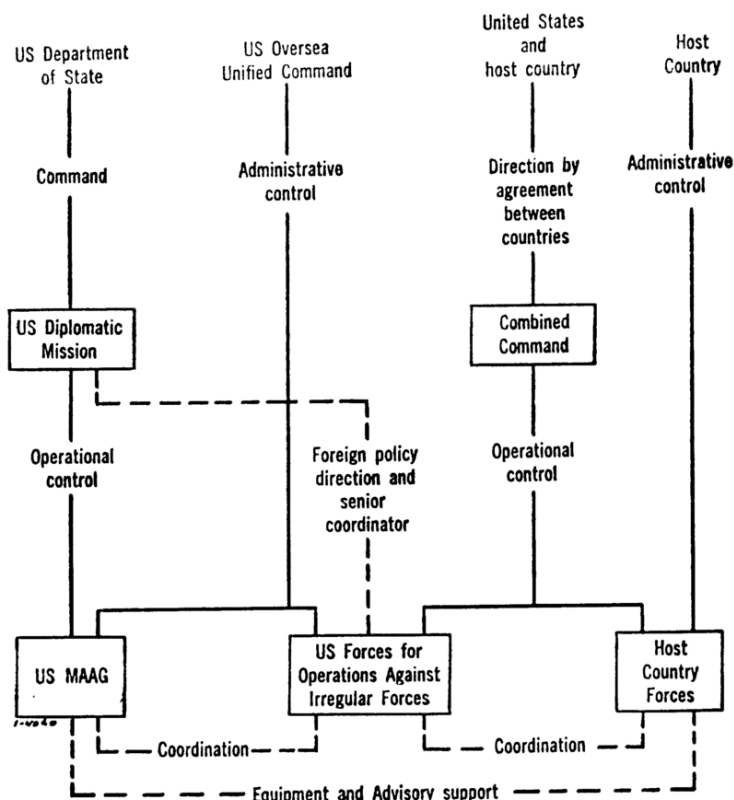 US Department
of State
US Oversea
Unified Command
United States
and
host country
Host
Country
Command
Administrative
control
Direction by
agreement
between
countries
Administrative
control
US Diplomatic
Mission
Combined
Command
Operational
control
Foreign policy
direction and
senior
coordinator
Operational
control
US MAAG
US Forces for
Operations Against
Irregular Forces
Host
Country
Forces
Coordination
Coordination
Equipment and Advisory support